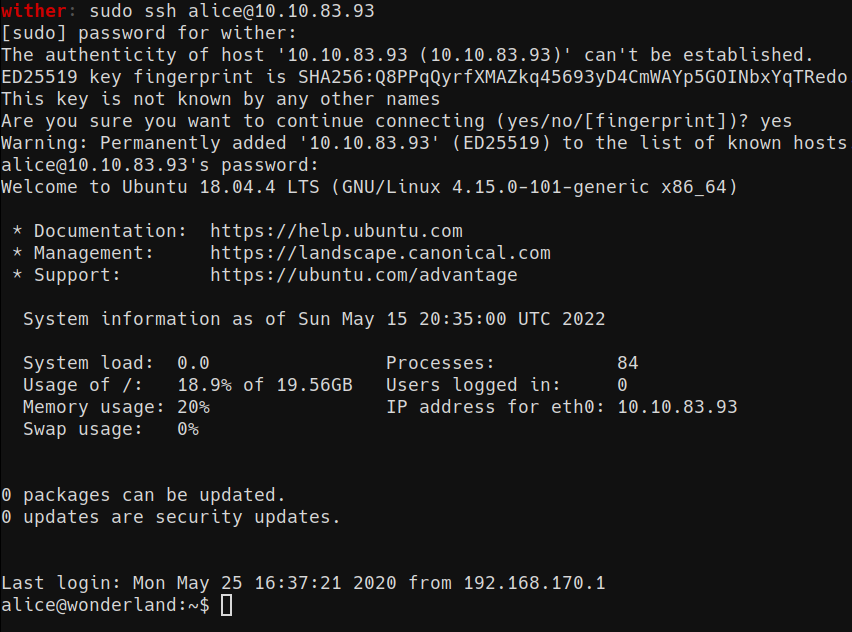 wither: sudo ssh alice@10.10.83.93
[sudo] password for wither:
The authenticity of host '10.10.83.93 (10.10.83.93)' can't be established.
ED25519 key fingerprint is SHA256:Q8PPqQyrfXMAZkq45693yD4CmWAYp5GOINbxYqTRedo
This key is not known by any other names
Are you sure you want to continue connecting (yes/no/[fingerprint])? yes
Warning: Permanently added '10.10.83.93' (ED25519) to the list of known hosts
alice@10.10.83.93's password:
Welcome to Ubuntu 18.04.4 LTS (GNU/Linux 4.15.0-101-generic x86_64)
* Documentation:  https://help.ubuntu.com
* Management:     https://landscape.canonical.com
* Support:        https://ubuntu.com/advantage
System information as of Sun May 15 20:35:00 UTC 2022
System load:  0.0                Processes:           84
Usage of /:   18.9% of 19.56GB   Users logged in:     0
Memory usage: 20%                IP address for eth0: 10.10.83.93
Swap usage:   0%
0 packages can be updated.
0 updates are security updates.
Last login: Mon May 25 16:37:21 2020 from 192.168.170.1
alice@wonderland:~$